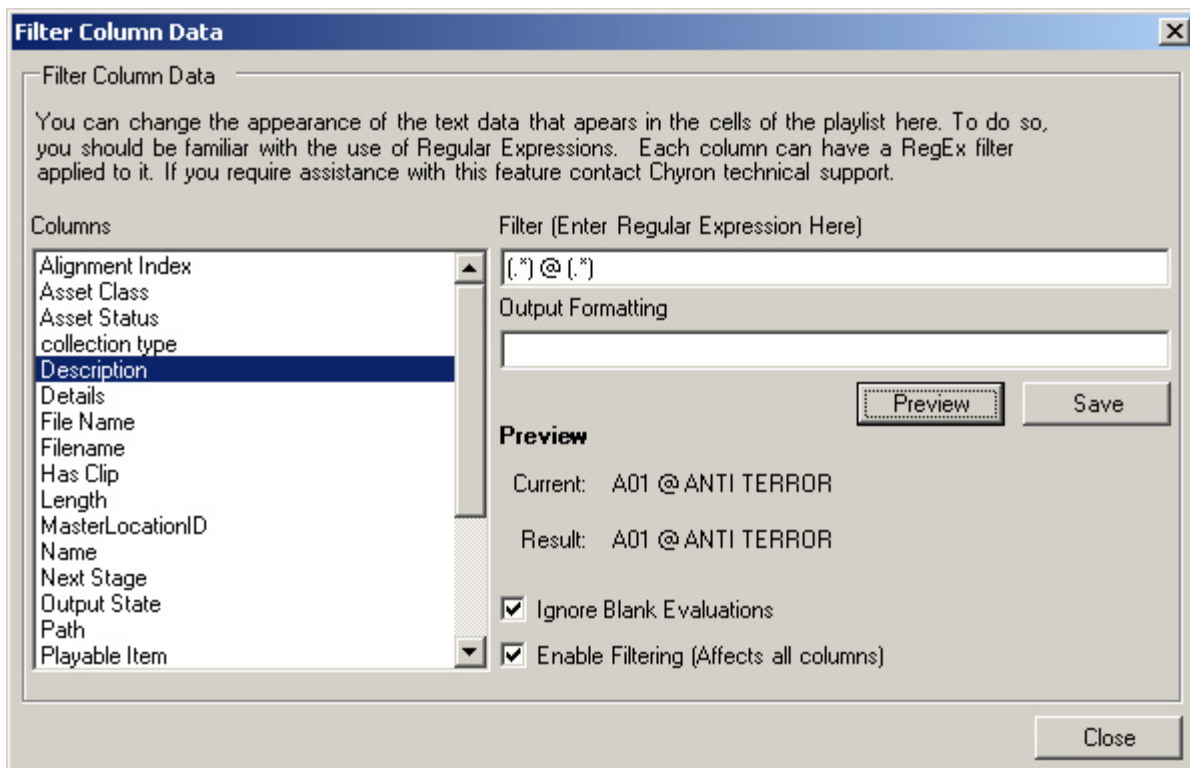 Filter Column Data
Filter Column Data
You can change the appearance of the text data that apears in the cells of the playlist here. To do so,
you should be familiar with the use of Regular Expressions. Each column can have a RegEx filter
applied to it. If you require assistance with this feature contact Chyron technical support.
Columns
Alignment Index
Asset Class
Asset Status
collection type
Description
Details
File Name
Filename
Has Clip
Length
MasterLocationID
Name
Next Stage
Output State
Path
Playable Item
Filter (Enter Regular Expression Here)
(.*) @ (.*)
Output Formatting
Preview
Save
Preview
Current: A01 @ ANTI TERROR
Result: A01 @ ANTI TERROR
Ignore Blank Evaluations
Enable Filtering (Affects all columns)
Close